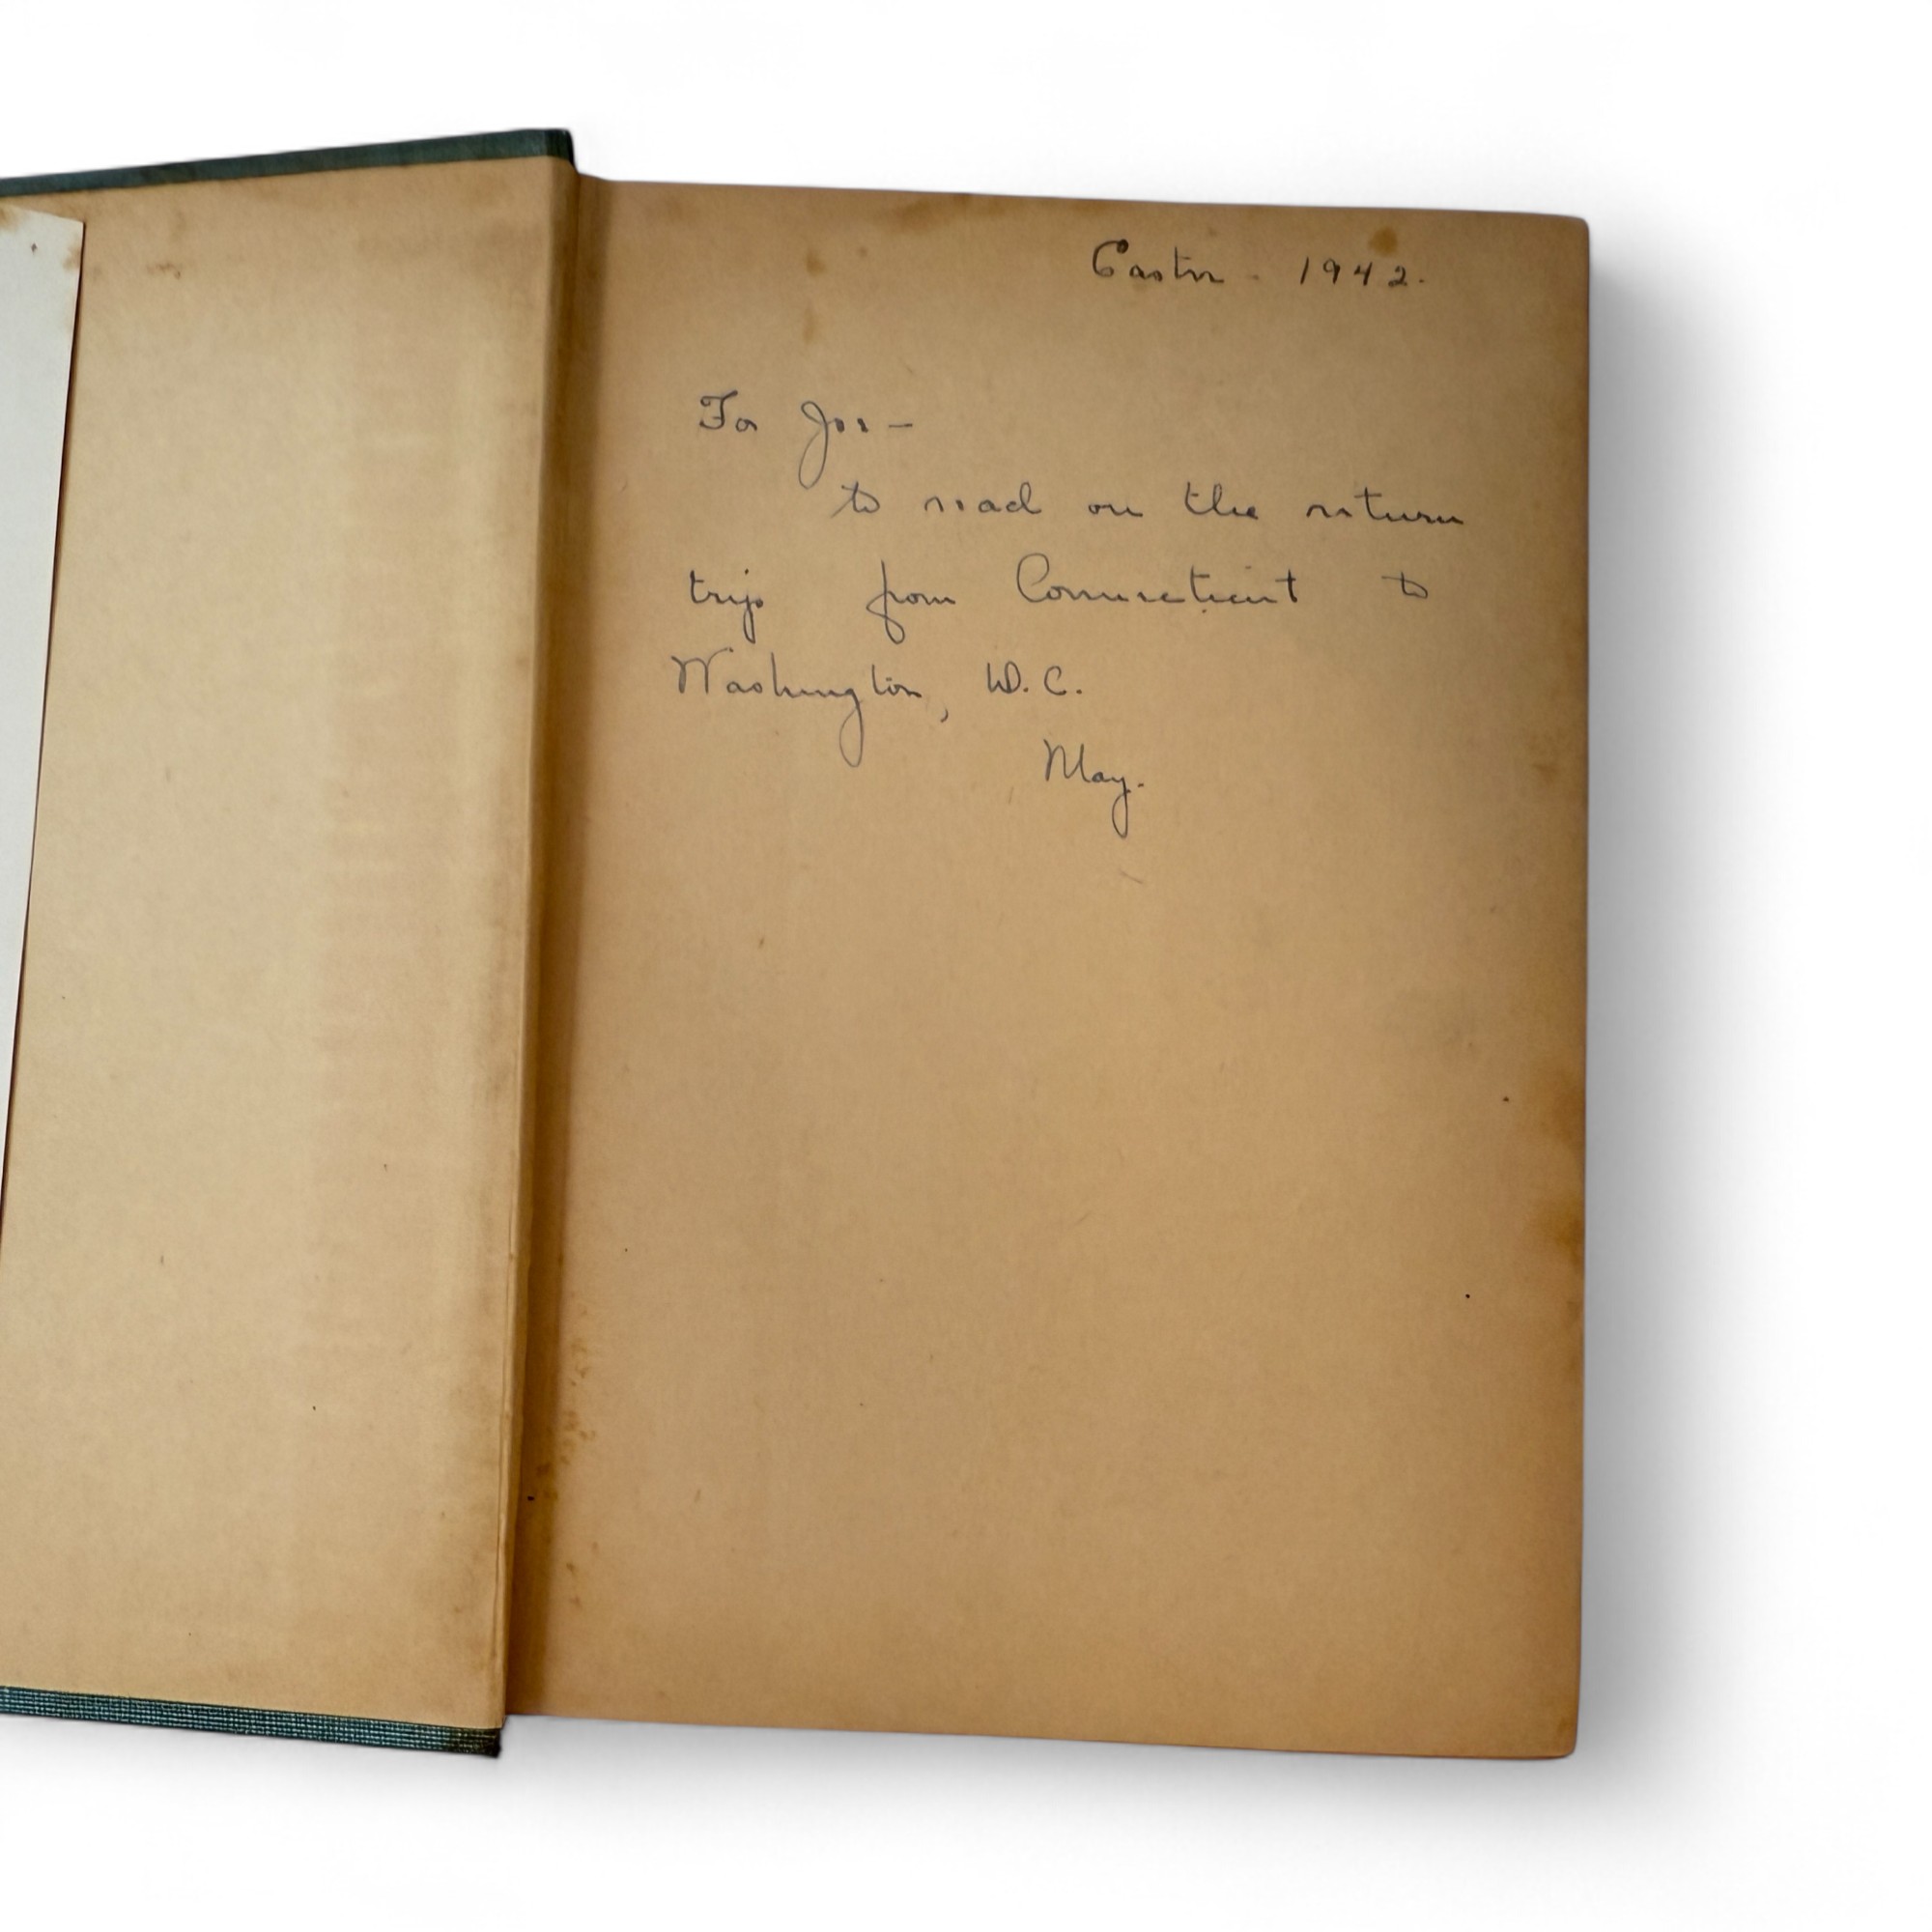 Easter - 1942.
For Joe -
to read on the return
trip from Connecticut to
Washington, D.C.
May.